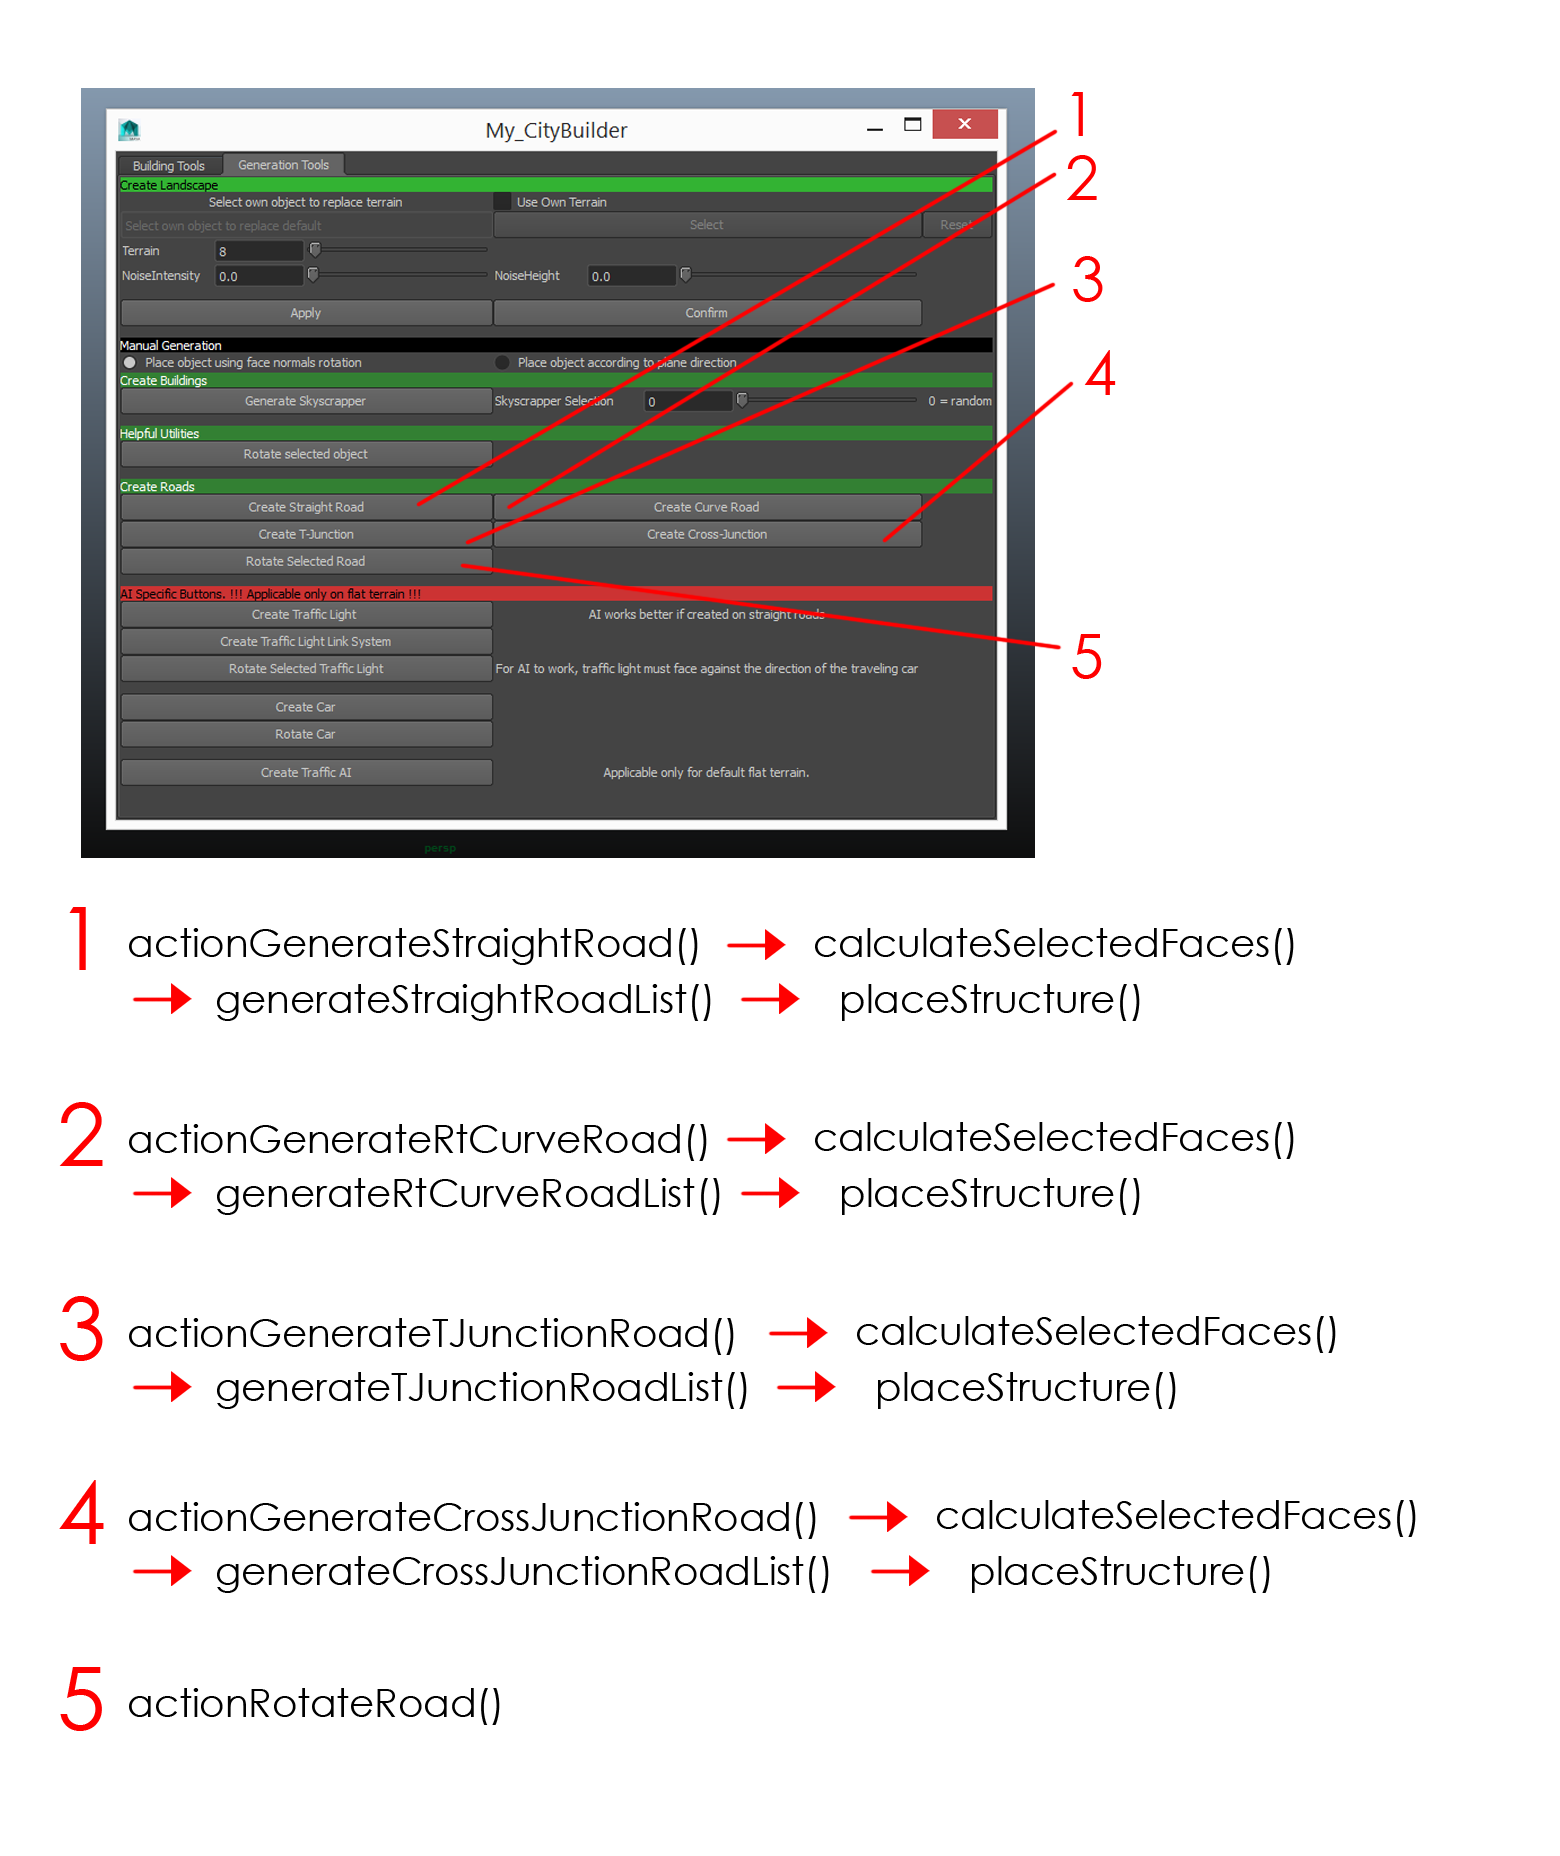 My_CityBuilder
1
2
3
4
5
Building Tools Generation Tools
Create Landscape
Select own object to replace terrain Use Own Terrain
Select own object to replace default Select Reset
Terrain 8
NoiseIntensity 0.0 NoiseHeight 0.0
Apply Confirm
Manual Generation
Place object using face normals rotation Place object according to plane direction
Create Buildings
Generate Skyscrapper Skyscrapper Selection 0 0 = random
Helpful Utilities
Rotate selected object
Create Roads
Create Straight Road Create Curve Road
Create T-Junction Create Cross-Junction
Rotate Selected Road
AI Specific Buttons. !!! Applicable only on flat terrain !!!
Create Traffic Light AI works better if created on straight roads
Create Traffic Light Link System
Rotate Selected Traffic Light For AI to work, traffic light must face against the direction of the traveling car
Create Car
Rotate Car
Create Traffic AI Applicable only for default flat terrain.
persp
1 actionGenerateStraightRoad() → calculateSelectedFaces()
→ generateStraightRoadList() → placeStructure()
2 actionGenerateRtCurveRoad() → calculateSelectedFaces()
→ generateRtCurveRoadList() → placeStructure()
3 actionGenerateTJunctionRoad() → calculateSelectedFaces()
→ generateTJunctionRoadList() → placeStructure()
4 actionGenerateCrossJunctionRoad() → calculateSelectedFaces()
→ generateCrossJunctionRoadList() → placeStructure()
5 actionRotateRoad()